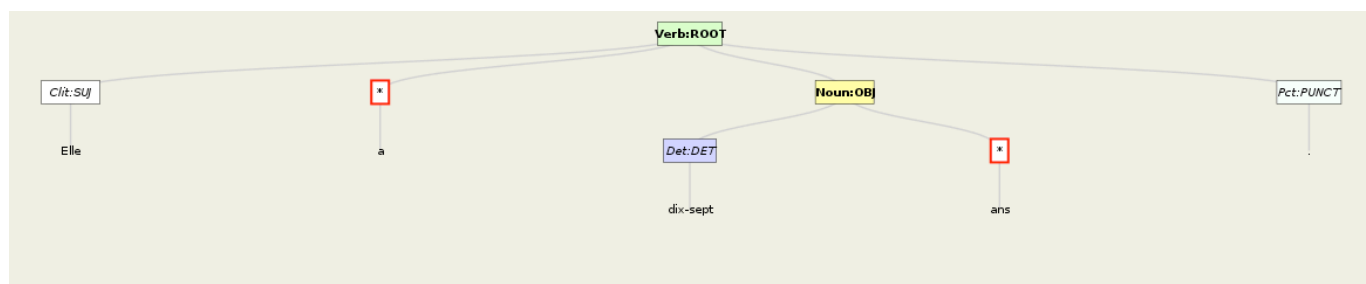 Verb:ROOT
Clit:SUJ * Noun:OBJ Pct:PUNCT
Elle a Det:DET * .
dix-sept ans